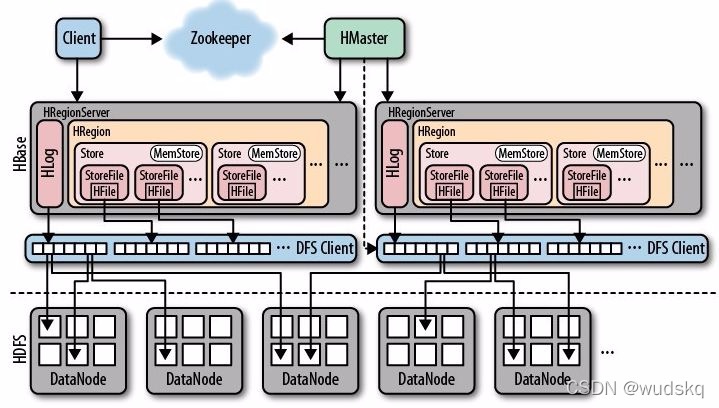 Client
Zookeeper
HMaster
HBase
HRegionServer
HLog
HRegion
Store
MemStore
StoreFile
HFile
StoreFile
HFile
...
Store
MemStore
StoreFile
HFile
...
...
...
HRegionServer
HLog
HRegion
Store
MemStore
StoreFile
HFile
StoreFile
HFile
...
Store
MemStore
StoreFile
HFile
...
...
...
... DFS Client
... DFS Client
HDFS
DataNode
DataNode
DataNode
DataNode
DataNode
...
CSDN @wudskq